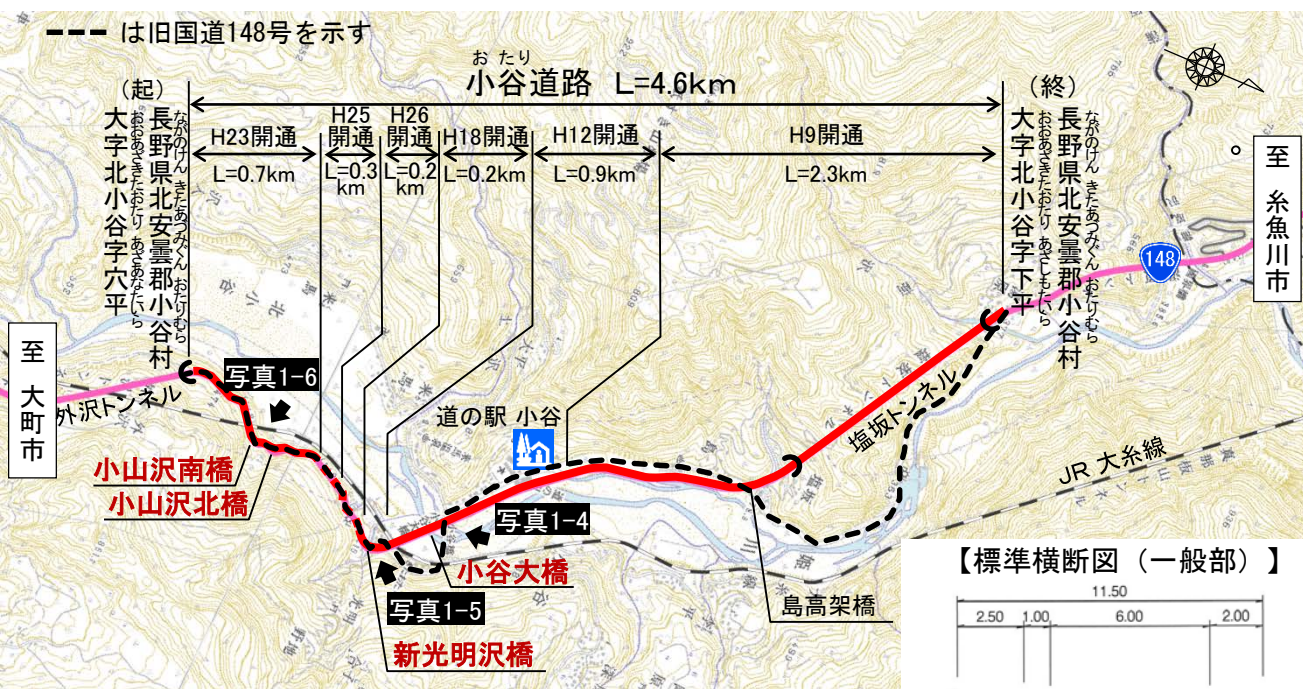 は旧国道148号を示す
おたり
小谷道路 L=4.6km
(起)
長野県北安曇郡小谷村
ながのけん きたあづみぐん おたりむら
大字北小谷字穴平
おおあざきたおたり あざあなたいら
(終)
長野県北安曇郡小谷村
ながのけん きたあづみぐん おたりむら
大字北小谷字下平
おおあざきたおたり あざしもたいら
H23開通
L=0.7km
H25
開通
L=0.3
km
H26
開通
L=0.2
km
H18開通
L=0.2km
H12開通
L=0.9km
H9開通
L=2.3km
至 糸魚川市
148
至 大町市
外沢トンネル
写真1-6
小山沢南橋
小山沢北橋
道の駅 小谷
写真1-4
小谷大橋
写真1-5
新光明沢橋
塩坂トンネル
JR 大糸線
島高架橋
姫
川
【標準横断図(一般部)】
11.50
2.50 1.00 6.00 2.00